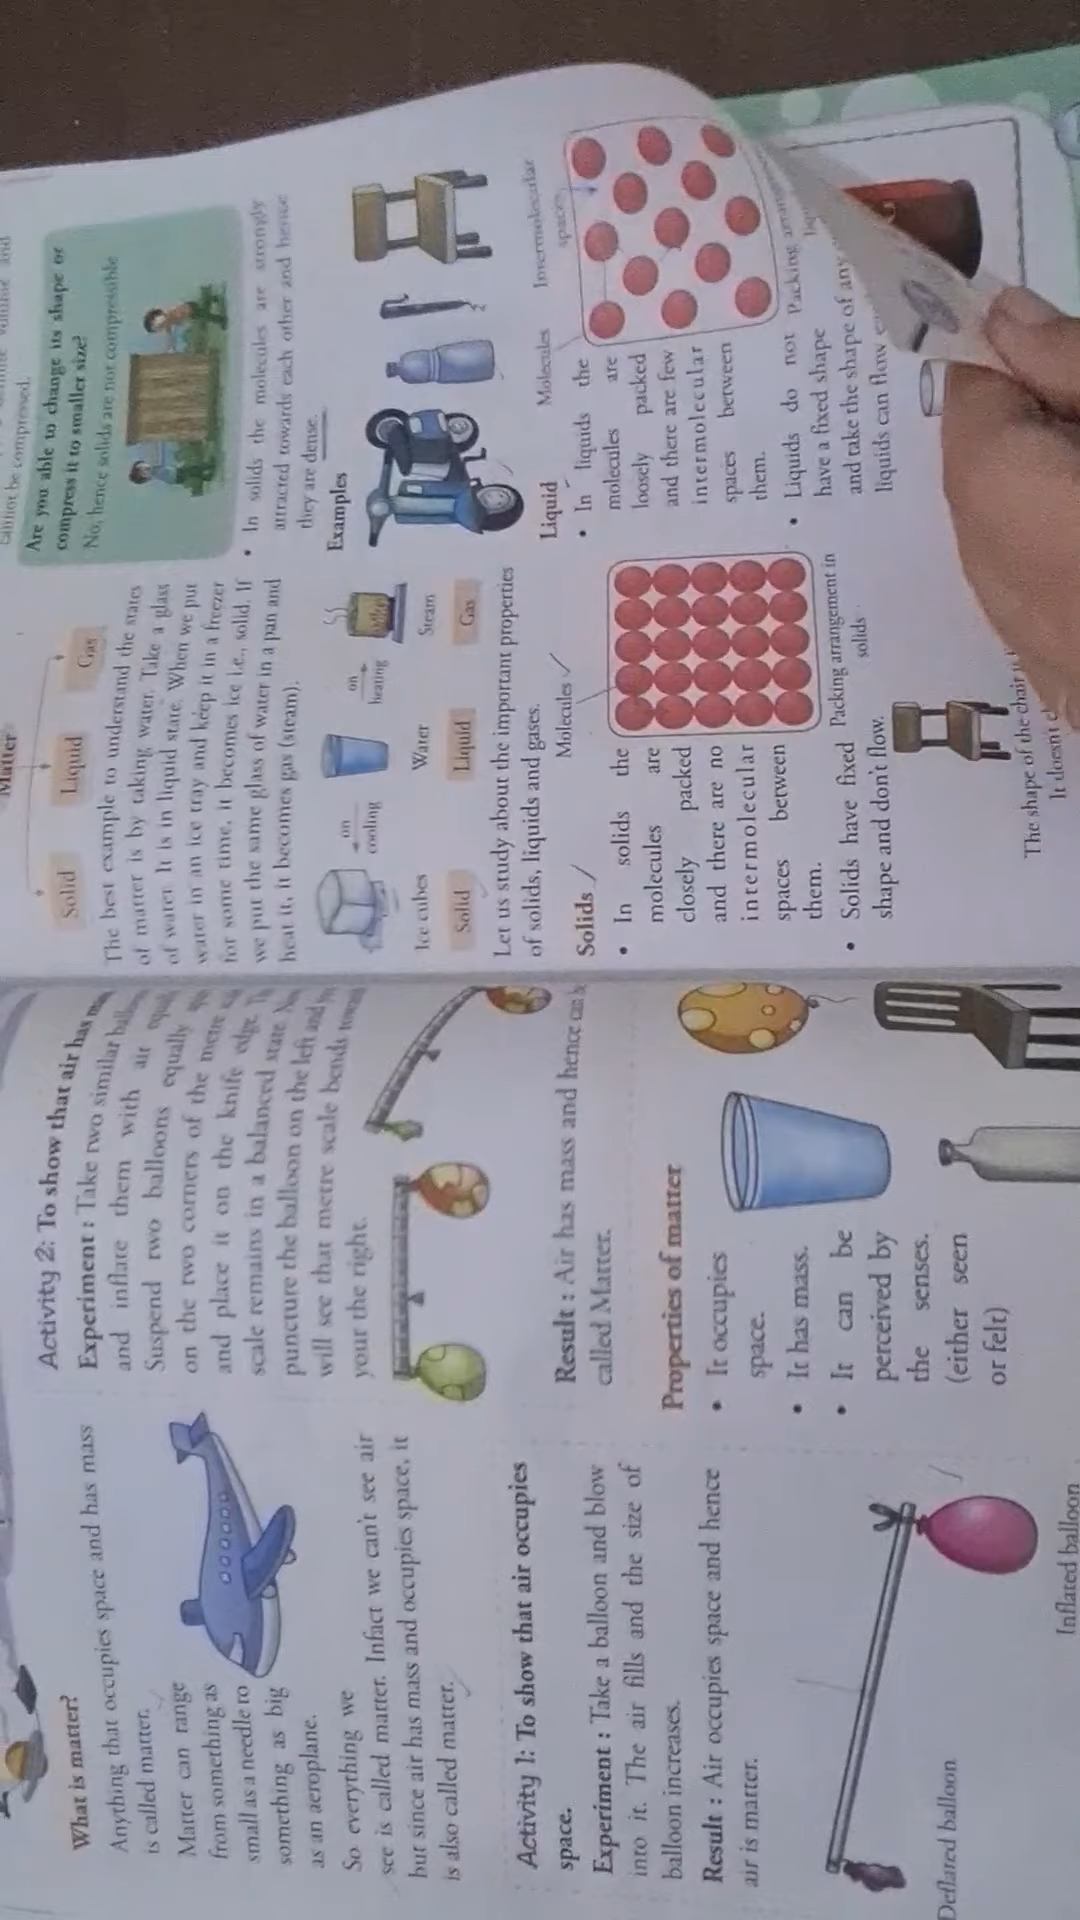 What is matter?
Anything that occupies space and has mass
is called matter.
Matter can range
from something as
small as a needle to
something as big
as an aeroplane.
So everything we
see is called matter. Infact we can't see air
but since air has mass and occupies space, it
is also called matter.
Activity 1: To show that air occupies
space.
Experiment : Take a balloon and blow
into it. The air fills and the size of
balloon increases.
Result : Air occupies space and hence
air is matter.
Deflated balloon
Inflated balloon
Activity 2: To show that air has
Experiment : Take two similar
and inflate them with air
Suspend two balloons equally
on the two corners of the metre
and place it on the knife edge.
scale remains in a balanced state.
puncture the balloon on the left and
will see that metre scale bends
your the right.
Result : Air has mass and hence can be
called Matter.
Properties of matter
• It occupies
space.
• It has mass.
• It can be
perceived by
the senses.
(either seen
or felt)
Matter
Solid Liquid Gas
The best example to understand the states
of matter is by taking water. Take a glass
of water. It is in liquid state. When we put
water in an ice tray and keep it in a freezer
for some time, it becomes ice i.e., solid. If
we put the same glass of water in a pan and
heat it, it becomes gas (steam).
on
cooling
on
heating
Ice cubes Water Steam
Solid Liquid Gas
Let us study about the important properties
of solids, liquids and gases.
Solids
Molecules
• In solids the
molecules are
closely packed
and there are no
intermolecular
spaces between
them.
• Solids have fixed
shape and don't flow.
Packing arrangement in
solids
The shape of the chair
It doesn't
cannot be compressed.
Are you able to change its shape or
compress it to smaller size?
No, hence solids are not compressible
• In solids the molecules are strongly
attracted towards each other and hence
they are dense.
Examples
Liquid
Molecules Intermolecular
space
• In liquids the
molecules are
loosely packed
and there are few
intermolecular
spaces between
them.
Packing
• Liquids do not
have a fixed shape
and take the shape of any
liquids can flow